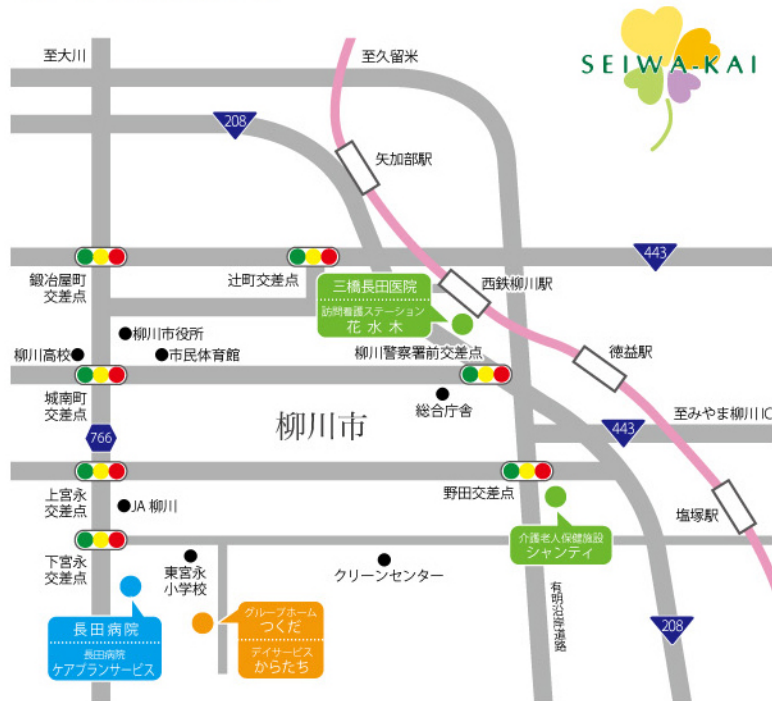 至大川
至久留米
SEIWA-KAI
208
矢加部駅
443
鍛冶屋町
交差点
辻町交差点
三橋長田医院
訪問看護ステーション
花水木
西鉄柳川駅
柳川市役所
柳川高校
市民体育館
柳川警察署前交差点
徳益駅
城南町
交差点
総合庁舎
柳川市
至みやま柳川IC
443
766
上宮永
交差点
JA 柳川
野田交差点
塩塚駅
下宮永
交差点
東宮永
小学校
クリーンセンター
介護老人保健施設
シャンティ
有明沿岸道路
長田病院
長田病院
ケアプランサービス
グループホーム
つくだ
デイサービス
からたち
208